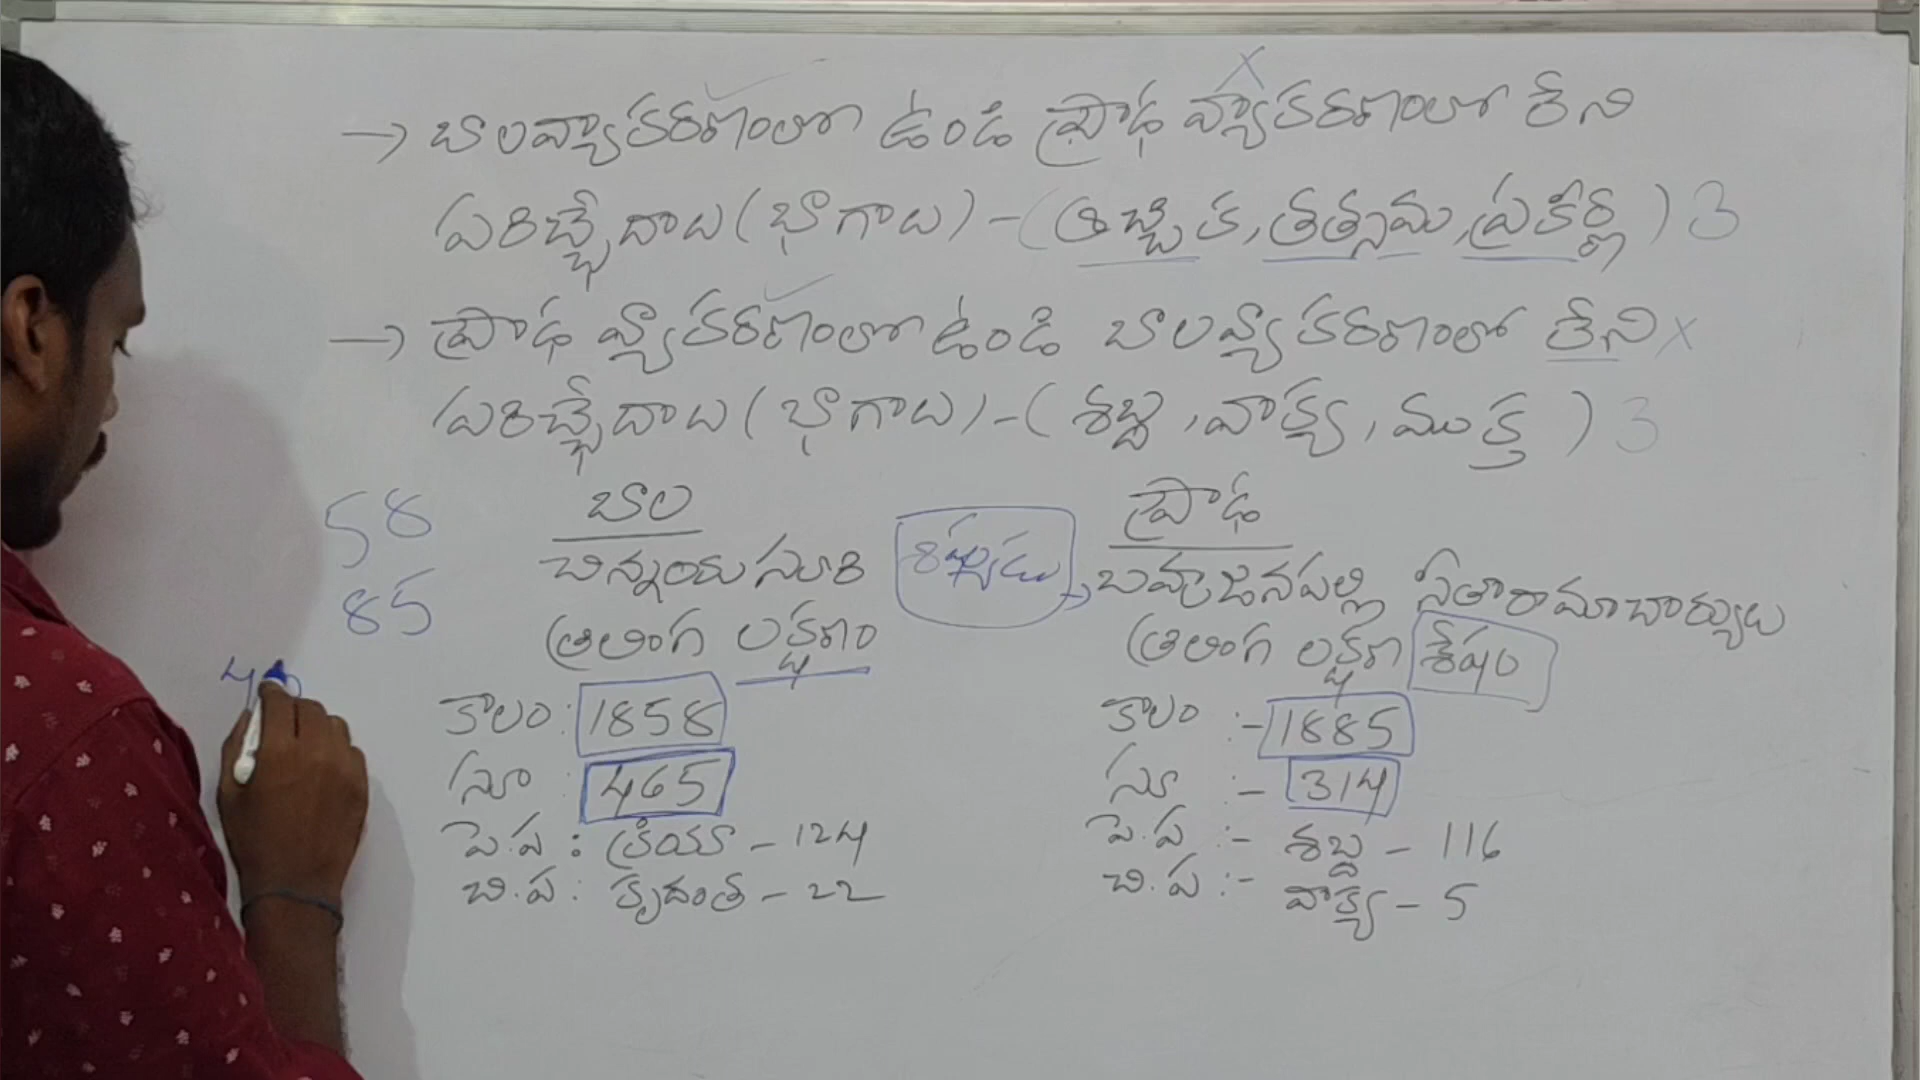 → బాలవ్యాకరణంలో ఉండి ప్రౌఢ వ్యాకరణంలో లేని
పరిచ్ఛేదాలు (భాగాలు) - (ఆచ్ఛిక, తత్సమ, ప్రకీర్ణ) 3
→ ప్రౌఢ వ్యాకరణంలో ఉండి బాలవ్యాకరణంలో లేని x
పరిచ్ఛేదాలు (భాగాలు) - (శబ్ద, వాక్య, ముక్త) 3
బాల
ప్రౌఢ
58
చిన్నయసూరి
శిష్యుడు
బహుజనపల్లి సీతారామాచార్యులు
85
(త్రిలింగ లక్షణం
(త్రిలింగ లక్షణ శేషం
కాలం : 1858
కాలం :- 1885
సూ : 465
సూ :- 314
పె.ప : క్రియా - 124
పె.ప :- శబ్ద - 116
చి.ప : కృదంత - 22
చి.ప :- వాక్య - 5